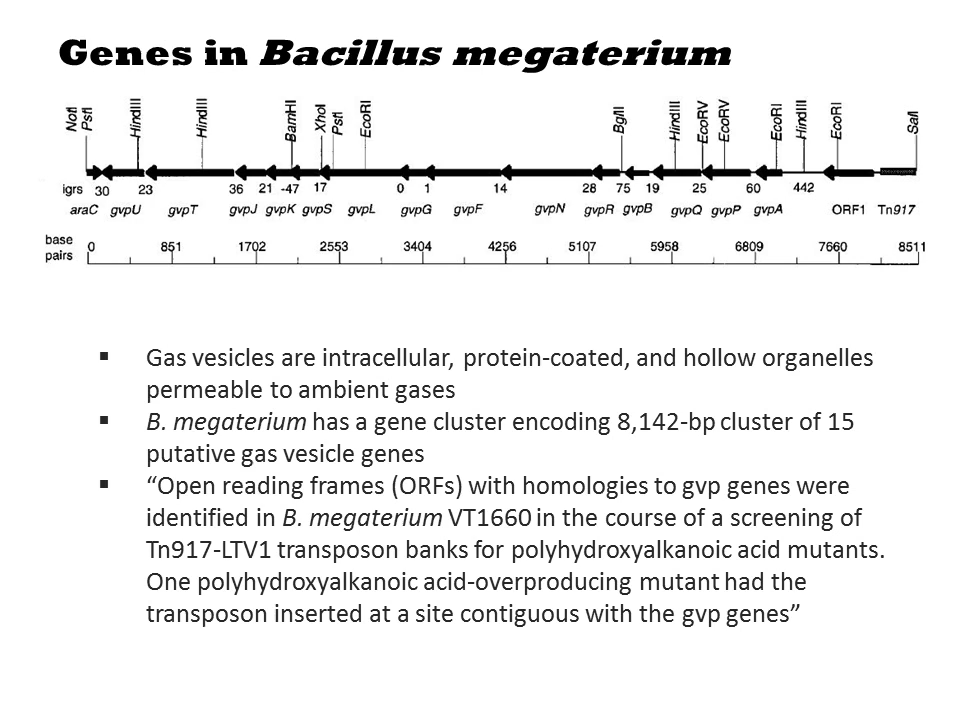 Genes in Bacillus megaterium
NotI PstI HindIII HindIII BamHI XhoI PstI EcoRI BglII HindIII EcoRV EcoRV EcoRI HindIII EcoRI SalI
igrs 30 23 36 21 -47 17 0 1 14 28 75 19 25 60 442
araC gvpU gvpT gvpJ gvpK gvpS gvpL gvpG gvpF gvpN gvpR gvpB gvpQ gvpP gvpA ORF1 Tn917
base pairs 0 851 1702 2553 3404 4256 5107 5958 6809 7660 8511
▪ Gas vesicles are intracellular, protein-coated, and hollow organelles
permeable to ambient gases
▪ B. megaterium has a gene cluster encoding 8,142-bp cluster of 15
putative gas vesicle genes
▪ “Open reading frames (ORFs) with homologies to gvp genes were
identified in B. megaterium VT1660 in the course of a screening of
Tn917-LTV1 transposon banks for polyhydroxyalkanoic acid mutants.
One polyhydroxyalkanoic acid-overproducing mutant had the
transposon inserted at a site contiguous with the gvp genes”